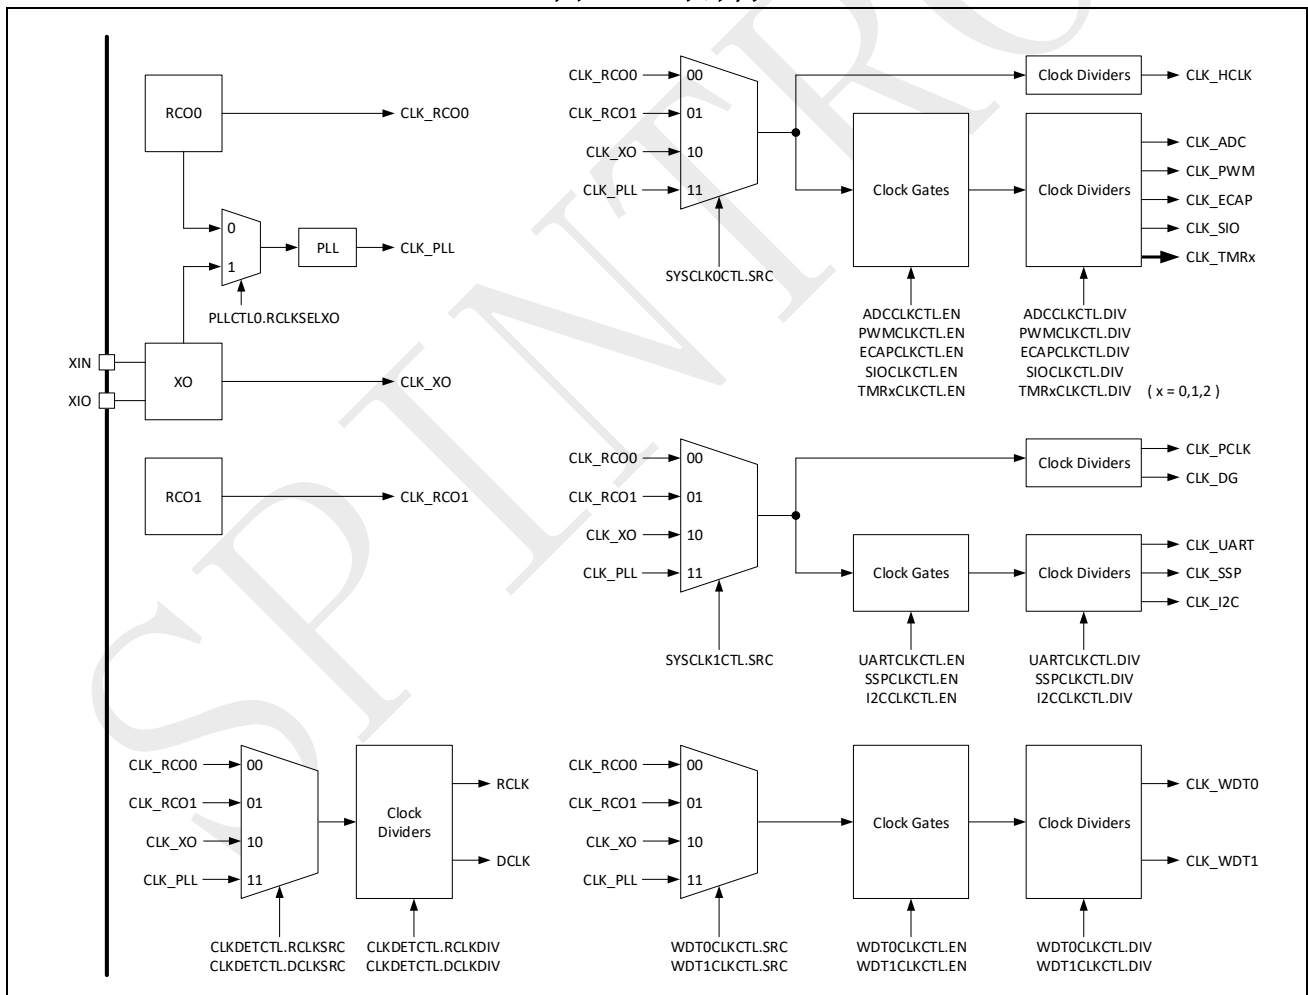 RCO0
CLK_RCO0
0
1
PLL
CLK_PLL
PLLCTL0.RCLKSELXO
XIN
XIO
XO
CLK_XO
RCO1
CLK_RCO1
CLK_RCO0
00
CLK_RCO1
01
CLK_XO
10
CLK_PLL
11
SYSCLK0CTL.SRC
Clock Dividers
CLK_HCLK
Clock Gates
Clock Dividers
CLK_ADC
CLK_PWM
CLK_ECAP
CLK_SIO
CLK_TMRx
ADCCLKCTL.EN
PWMCLKCTL.EN
ECAPCLKCTL.EN
SIOCLKCTL.EN
TMRxCLKCTL.EN
ADCCLKCTL.DIV
PWMCLKCTL.DIV
ECAPCLKCTL.DIV
SIOCLKCTL.DIV
TMRxCLKCTL.DIV ( x = 0,1,2 )
CLK_RCO0
00
CLK_RCO1
01
CLK_XO
10
CLK_PLL
11
SYSCLK1CTL.SRC
Clock Dividers
CLK_PCLK
CLK_DG
Clock Gates
Clock Dividers
CLK_UART
CLK_SSP
CLK_I2C
UARTCLKCTL.EN
SSPCLKCTL.EN
I2CCLKCTL.EN
UARTCLKCTL.DIV
SSPCLKCTL.DIV
I2CCLKCTL.DIV
CLK_RCO0
00
CLK_RCO1
01
CLK_XO
10
CLK_PLL
11
Clock
Dividers
RCLK
DCLK
CLKDETCTL.RCLKSRC
CLKDETCTL.DCLKSRC
CLKDETCTL.RCLKDIV
CLKDETCTL.DCLKDIV
CLK_RCO0
00
CLK_RCO1
01
CLK_XO
10
CLK_PLL
11
Clock Gates
Clock Dividers
CLK_WDT0
CLK_WDT1
WDT0CLKCTL.SRC
WDT1CLKCTL.SRC
WDT0CLKCTL.EN
WDT1CLKCTL.EN
WDT0CLKCTL.DIV
WDT1CLKCTL.DIV
SPINTRO